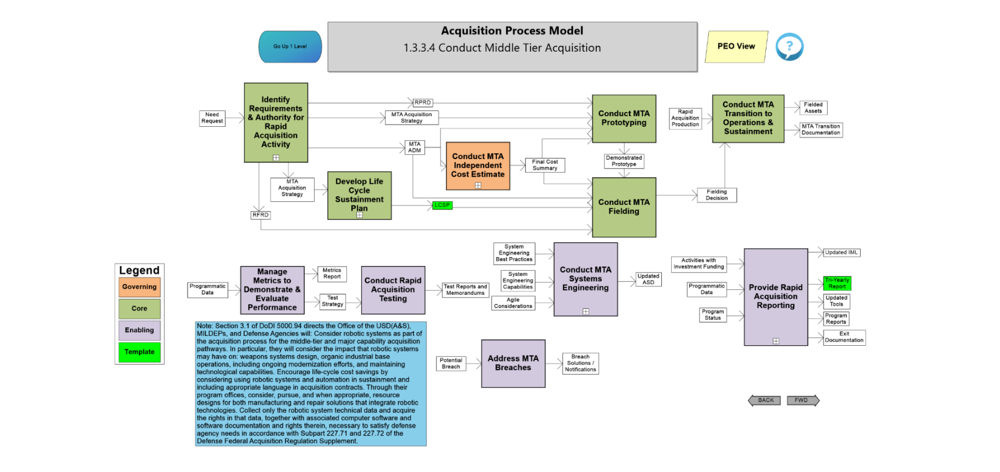 Acquisition Process Model
1.3.3.4 Conduct Middle Tier Acquisition
Go Up 1 Level
PEO View
?
Need
Request
Identify
Requirements
& Authority for
Rapid
Acquisition
Activity
RPRD
MTA Acquisition
Strategy
MTA
ADM
MTA
Acquisition
Strategy
RFRD
Develop Life
Cycle
Sustainment
Plan
LCSP
Conduct MTA
Independent
Cost Estimate
Final Cost
Summary
Conduct MTA
Prototyping
Demonstrated
Prototype
Conduct MTA
Fielding
Fielding
Decision
Rapid
Acquisition
Production
Conduct MTA
Transition to
Operations &
Sustainment
Fielded
Assets
MTA Transition
Documentation
Legend
Governing
Core
Enabling
Template
Programmatic
Data
Manage
Metrics to
Demonstrate &
Evaluate
Performance
Metrics
Report
Test
Strategy
Conduct Rapid
Acquisition
Testing
Test Reports and
Memorandums
System
Engineering
Best Practices
System
Engineering
Capabilities
Agile
Considerations
Conduct MTA
Systems
Engineering
Updated
ASD
Activities with
Investment Funding
Programmatic
Data
Program
Status
Provide Rapid
Acquisition
Reporting
Updated IML
Tri-Yearly
Report
Updated
Tools
Program
Reports
Exit
Documentation
Note: Section 3.1 of DoDI 5000.94 directs the Office of the USD(A&S),
MILDEPs, and Defense Agencies will: Consider robotic systems as part of
the acquisition process for the middle-tier and major capability acquisition
pathways. In particular, they will consider the impact that robotic systems
may have on: weapons systems design, organic industrial base
operations, including ongoing modernization efforts, and maintaining
technological capabilities. Encourage life-cycle cost savings by
considering using robotic systems and automation in sustainment and
including appropriate language in acquisition contracts. Through their
program offices, consider, pursue, and when appropriate, resource
designs for both manufacturing and repair solutions that integrate robotic
technologies. Collect only the robotic system technical data and acquire
the rights in that data, together with associated computer software and
software documentation and rights therein, necessary to satisfy defense
agency needs in accordance with Subpart 227.71 and 227.72 of the
Defense Federal Acquisition Regulation Supplement.
Potential
Breach
Address MTA
Breaches
Breach
Solutions /
Notifications
BACK
FWD